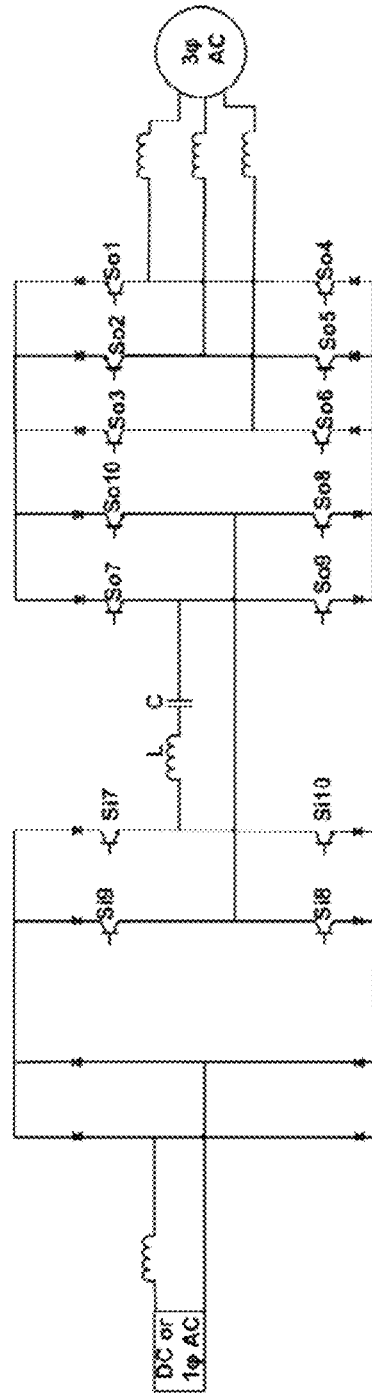 DC or
1φ AC
Si9
Si7
Si8
Si10
L
C
So7
So10
So3
So2
So1
So9
So8
So6
So5
So4
3φ
AC